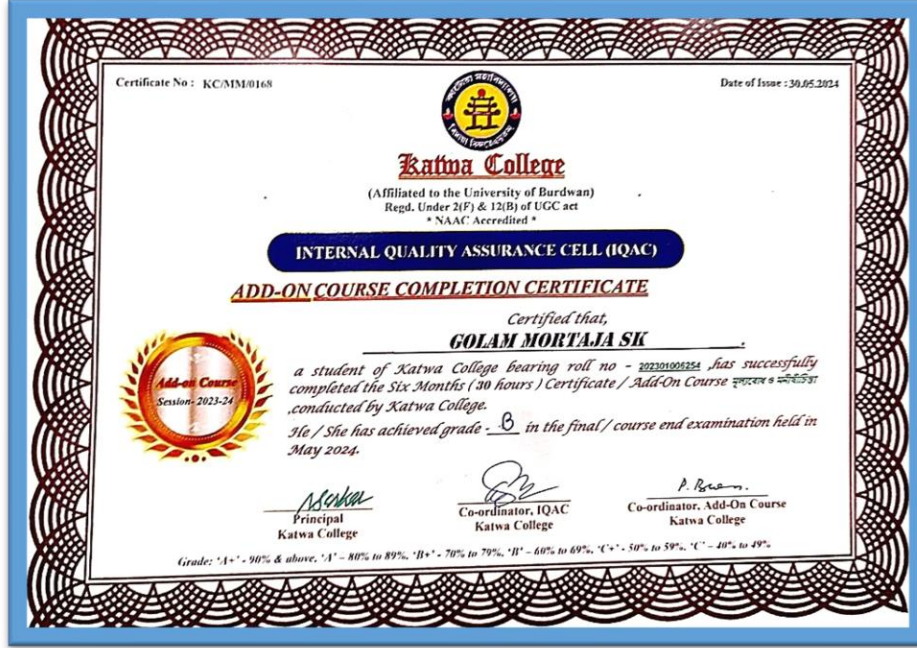 Certificate No : KC/MM/0168
Date of Issue : 30.05.2024
Katwa College
(Affiliated to the University of Burdwan)
Regd. Under 2(F) & 12(B) of UGC act
* NAAC Accredited *
INTERNAL QUALITY ASSURANCE CELL (IQAC)
ADD-ON COURSE COMPLETION CERTIFICATE
Certified that,
GOLAM MORTAJA SK .
a student of Katwa College bearing roll no - 202301006254 ,has successfully
completed the Six Months ( 30 hours ) Certificate / Add-On Course মূল্যবোধ ও
,conducted by Katwa College.
He / She has achieved grade - B in the final / course end examination held in
May 2024.
Add-on Course
Session- 2023-24
Principal
Katwa College
Co-ordinator, IQAC
Katwa College
Co-ordinator, Add-On Course
Katwa College
Grade: 'A+' - 90% & above, 'A' - 80% to 89%, 'B+' - 70% to 79%, 'B' - 60% to 69%, 'C+' - 50% to 59%, 'C' - 40% to 49%